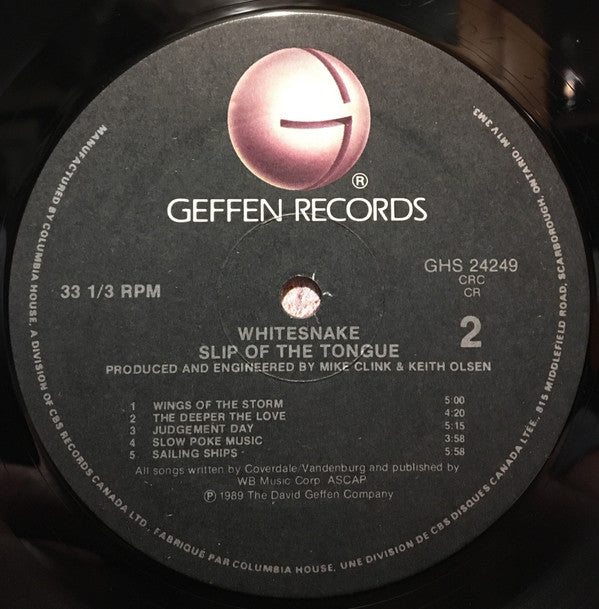 G
®
GEFFEN RECORDS
33 1/3 RPM
GHS 24249
CRC
CR
2
WHITESNAKE
SLIP OF THE TONGUE
PRODUCED AND ENGINEERED BY MIKE CLINK & KEITH OLSEN
1 WINGS OF THE STORM 5:00
2 THE DEEPER THE LOVE 4:20
3 JUDGEMENT DAY 5:15
4 SLOW POKE MUSIC 3:58
5 SAILING SHIPS 5:58
All songs written by Coverdale/Vandenburg and published by
WB Music Corp. ASCAP
℗ 1989 The David Geffen Company
MANUFACTURED BY COLUMBIA HOUSE, A DIVISION OF CBS RECORDS CANADA LTD. FABRIQUÉ PAR COLUMBIA HOUSE, UNE DIVISION DE CBS DISQUES CANADA LTÉE., 815 MIDDLEFIELD ROAD, SCARBOROUGH, ONTARIO, M1V 3M3